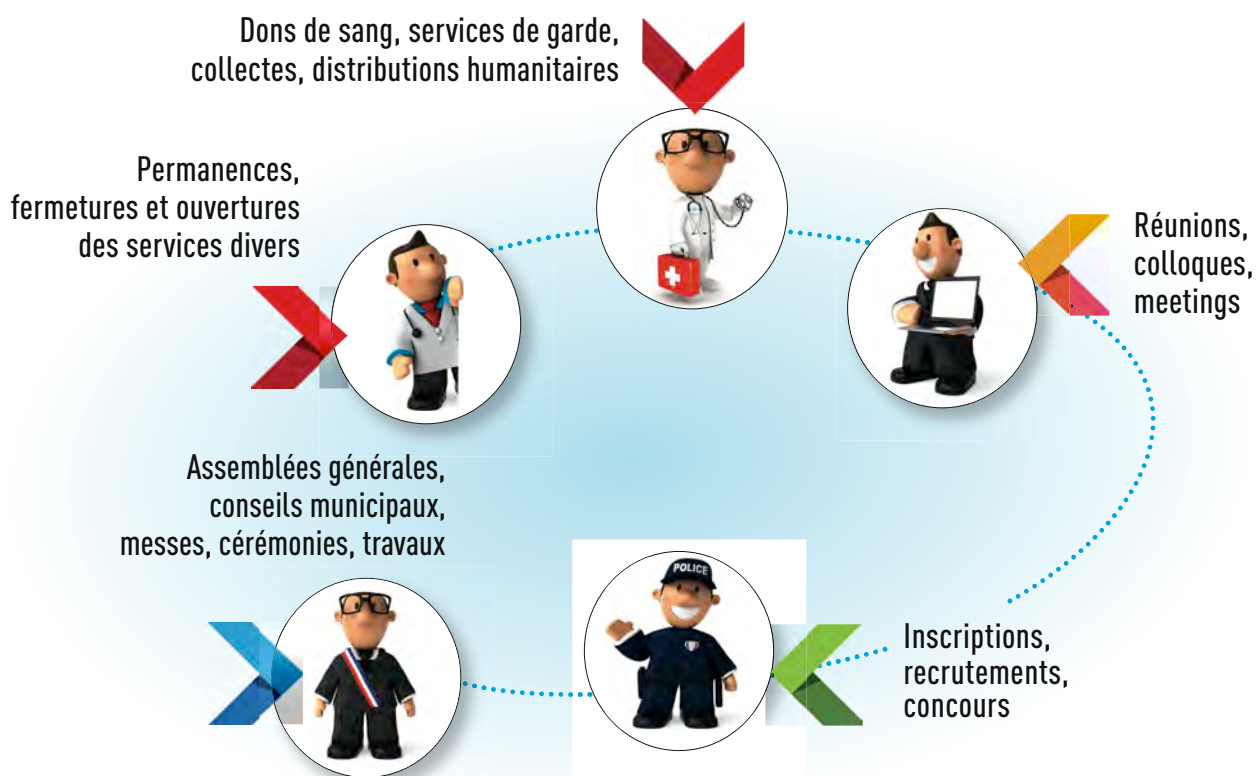 Dons de sang, services de garde,
collectes, distributions humanitaires
Permanences,
fermetures et ouvertures
des services divers
Réunions,
colloques,
meetings
Assemblées générales,
conseils municipaux,
messes, cérémonies, travaux
POLICE
Inscriptions,
recrutements,
concours